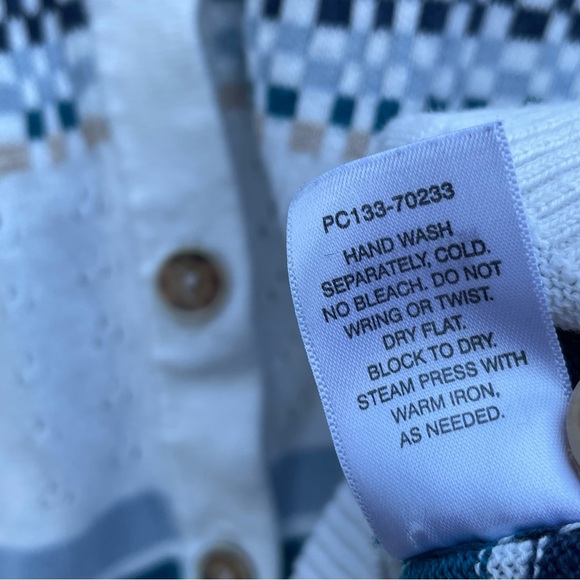 PC133-70233
HAND WASH
SEPARATELY, COLD.
NO BLEACH. DO NOT
WRING OR TWIST.
DRY FLAT.
BLOCK TO DRY.
STEAM PRESS WITH
WARM IRON,
AS NEEDED.